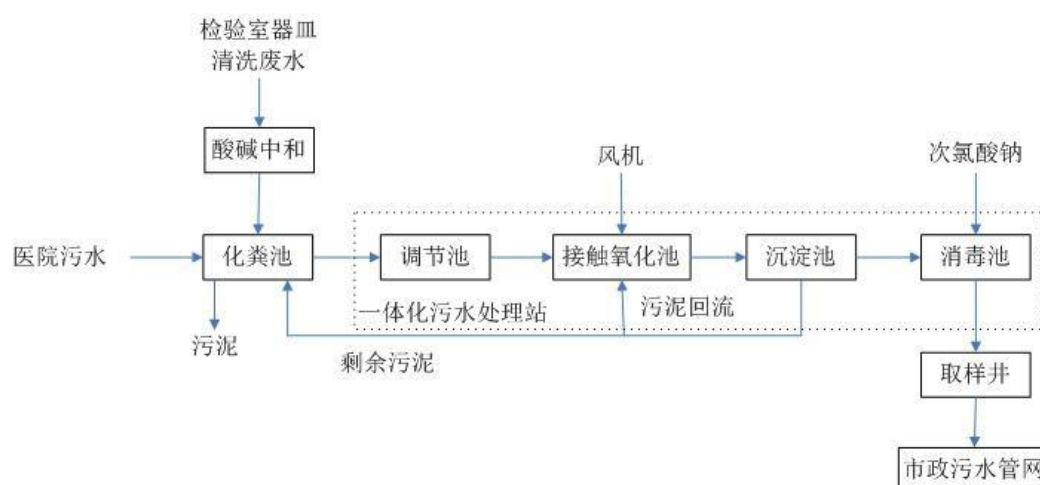 检验室器皿
清洗废水
酸碱中和
风机
次氯酸钠
医院污水
化粪池
调节池
接触氧化池
沉淀池
消毒池
一体化污水处理站
污泥回流
污泥
剩余污泥
取样井
市政污水管网